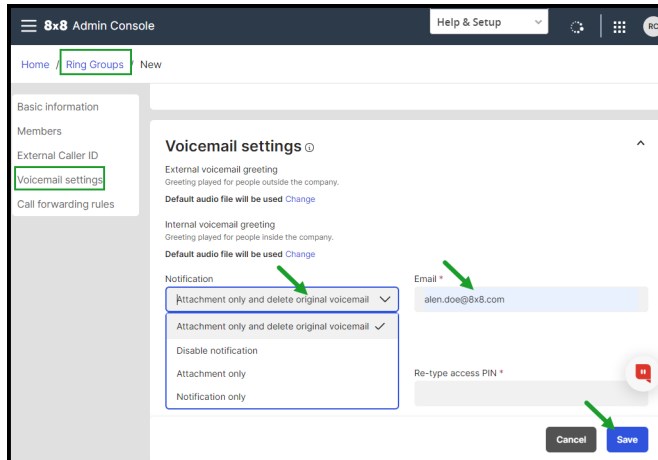 8x8 Admin Console
Help & Setup
RC
Home / Ring Groups / New
Basic information
Members
External Caller ID
Voicemail settings
Call forwarding rules
Voicemail settings
External voicemail greeting
Greeting played for people outside the company.
Default audio file will be used Change
Internal voicemail greeting
Greeting played for people inside the company.
Default audio file will be used Change
Notification
Attachment only and delete original voicemail
Attachment only and delete original voicemail
Disable notification
Attachment only
Notification only
Email *
alen.doe@8x8.com
Re-type access PIN *
Cancel
Save